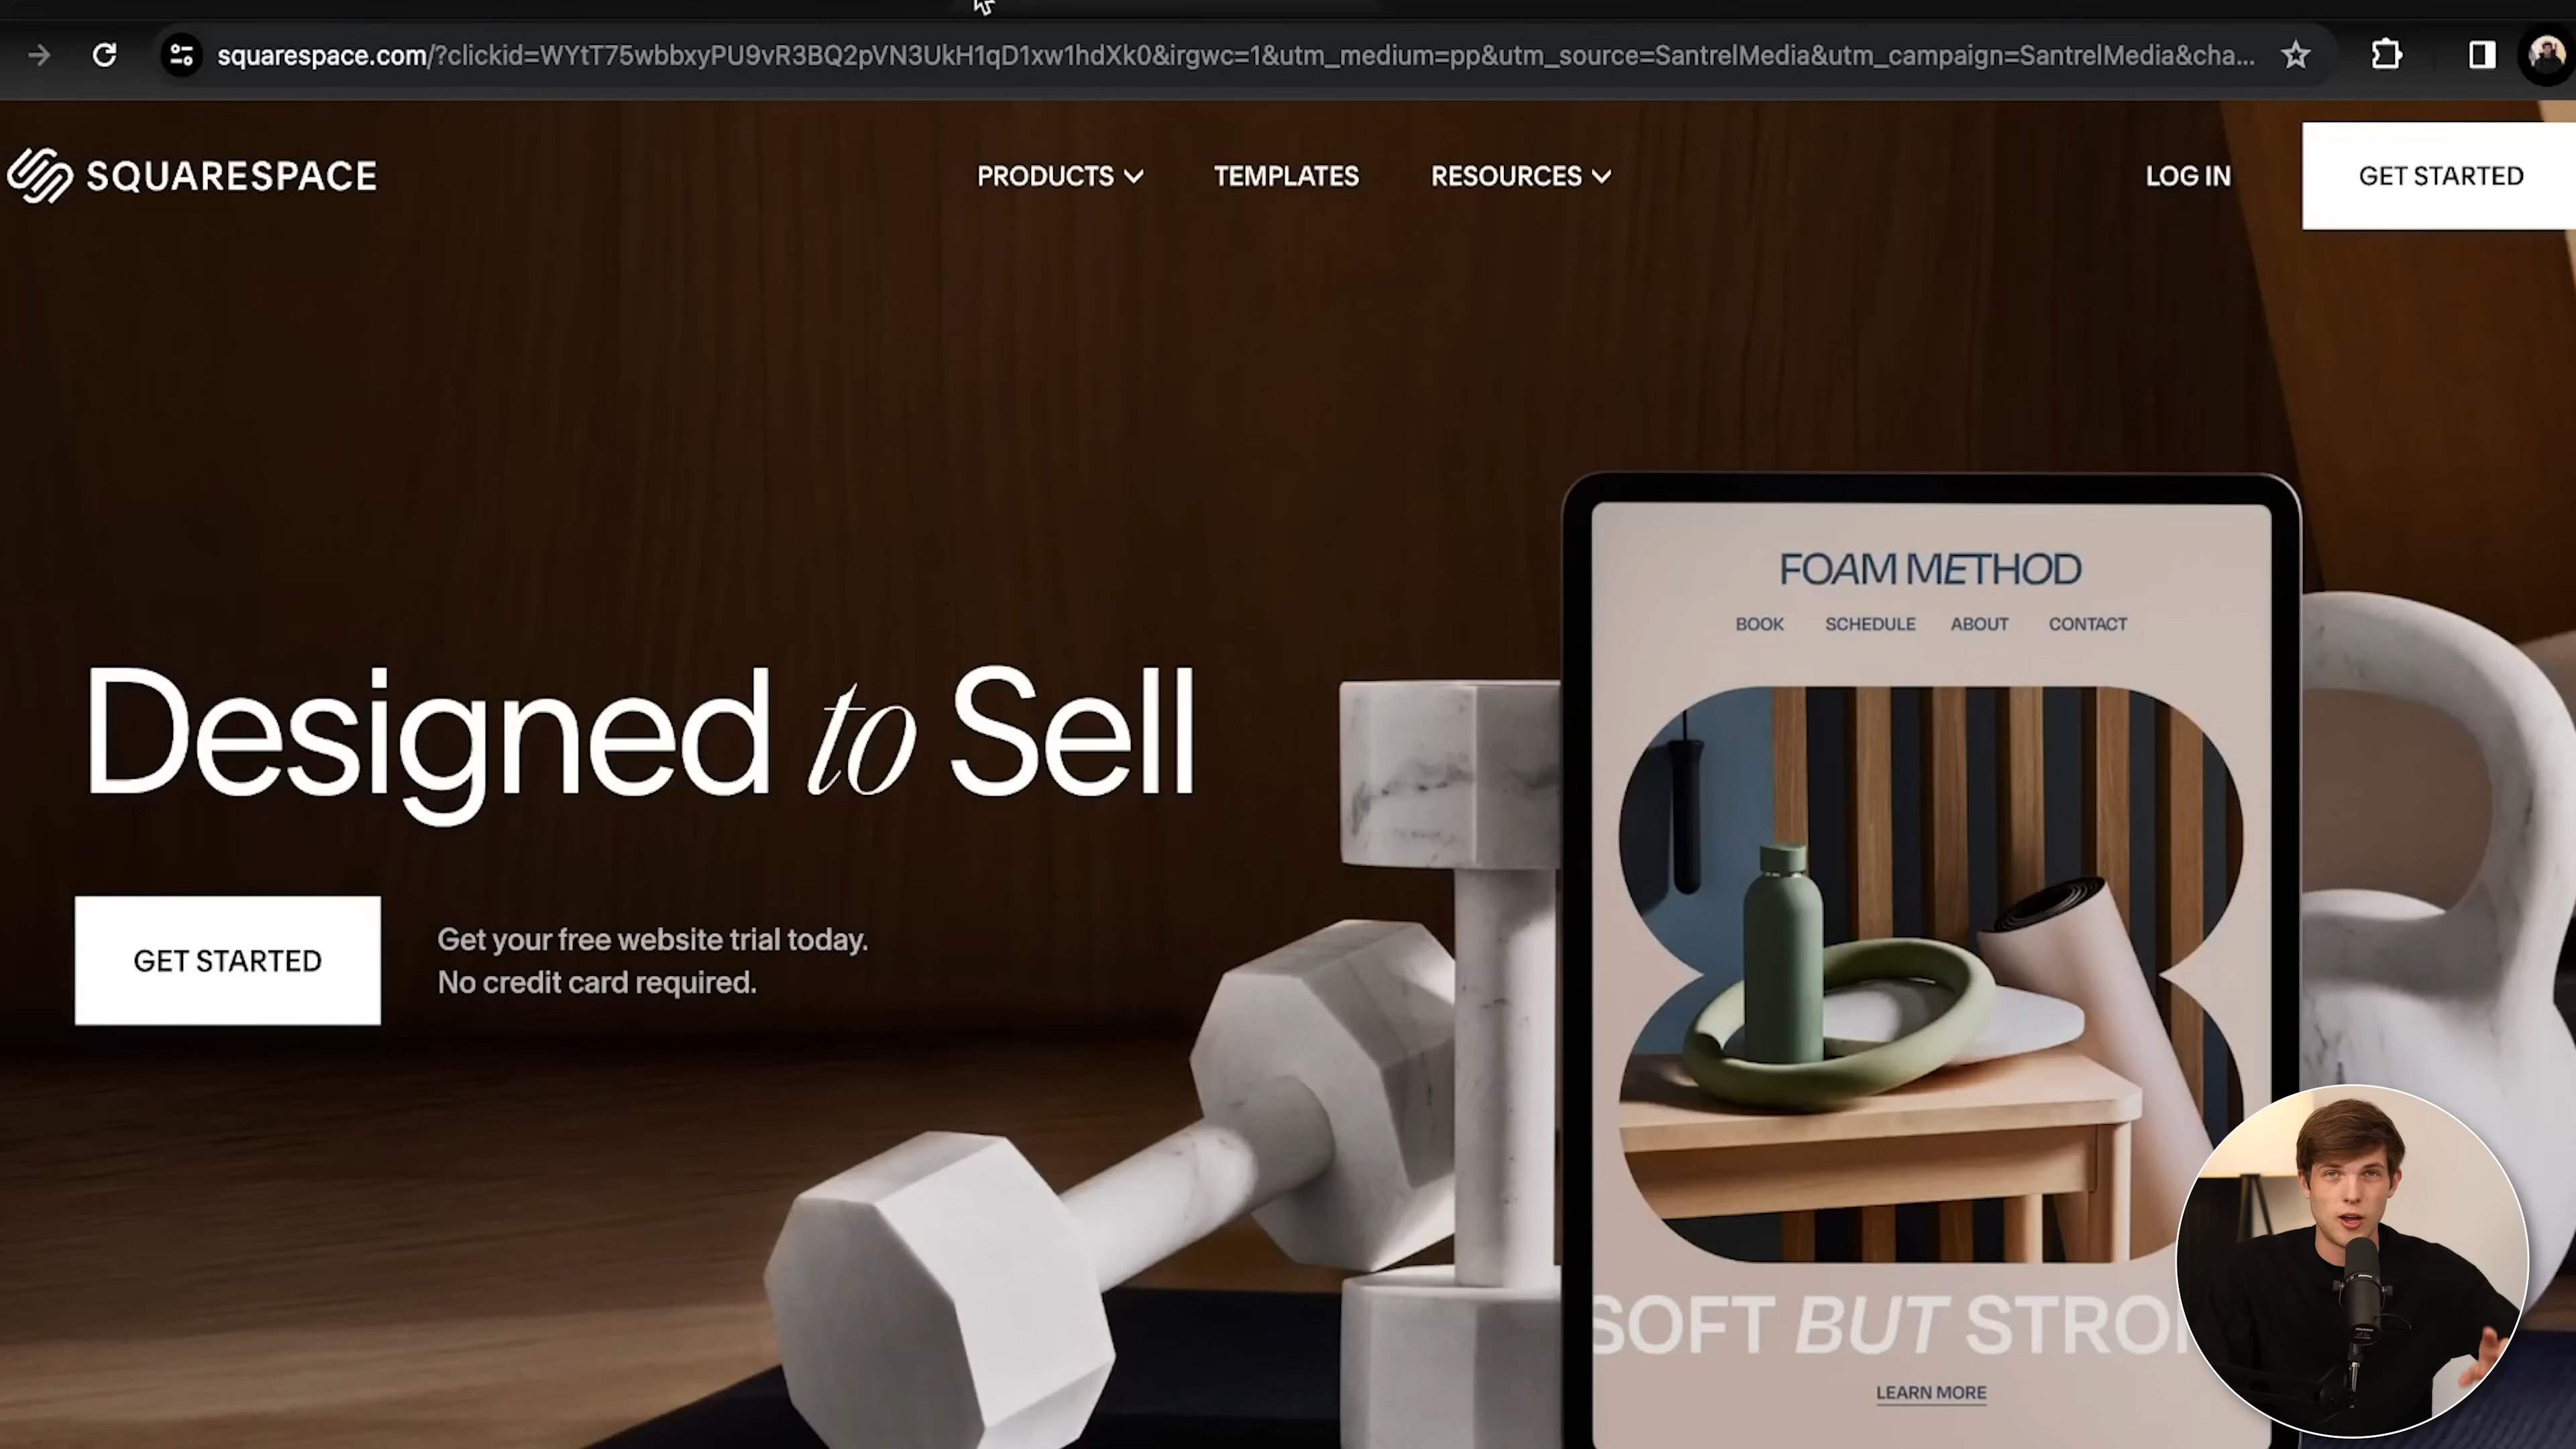 squarespace.com/?clickid=WYtT75wbbxyPU9vR3BQ2pVN3UkH1qD1xw1hdXk0&irgwc=1&utm_medium=pp&utm_source=SantrelMedia&utm_campaign=SantrelMedia&cha...
SQUARESPACE
PRODUCTS
TEMPLATES
RESOURCES
LOG IN
GET STARTED
FOAM METHOD
BOOK SCHEDULE ABOUT CONTACT
Designed to Sell
GET STARTED
Get your free website trial today.
No credit card required.
SOFT BUT STRO
LEARN MORE